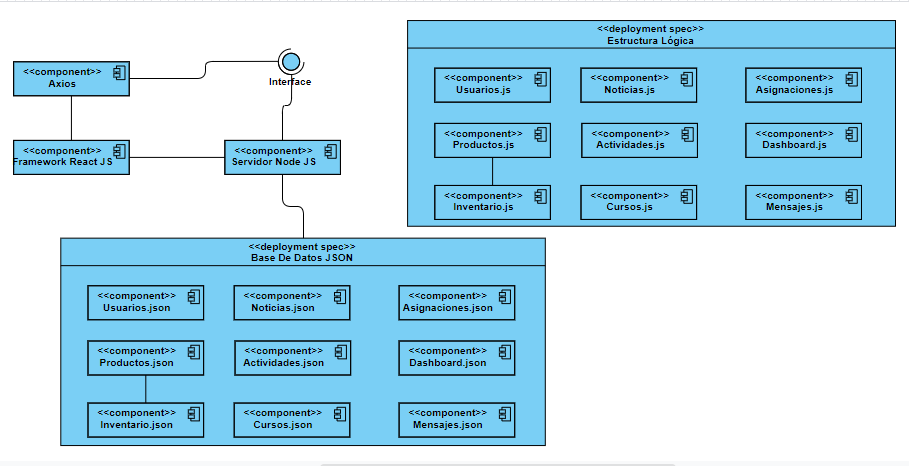 <<deployment spec>>
Estructura Lógica
<<component>>
Usuarios.js
<<component>>
Noticias.js
<<component>>
Asignaciones.js
<<component>>
Productos.js
<<component>>
Actividades.js
<<component>>
Dashboard.js
<<component>>
Inventario.js
<<component>>
Cursos.js
<<component>>
Mensajes.js
<<component>>
Axios
Interface
<<component>>
Framework React JS
<<component>>
Servidor Node JS
<<deployment spec>>
Base De Datos JSON
<<component>>
Usuarios.json
<<component>>
Noticias.json
<<component>>
Asignaciones.json
<<component>>
Productos.json
<<component>>
Actividades.json
<<component>>
Dashboard.json
<<component>>
Inventario.json
<<component>>
Cursos.json
<<component>>
Mensajes.json